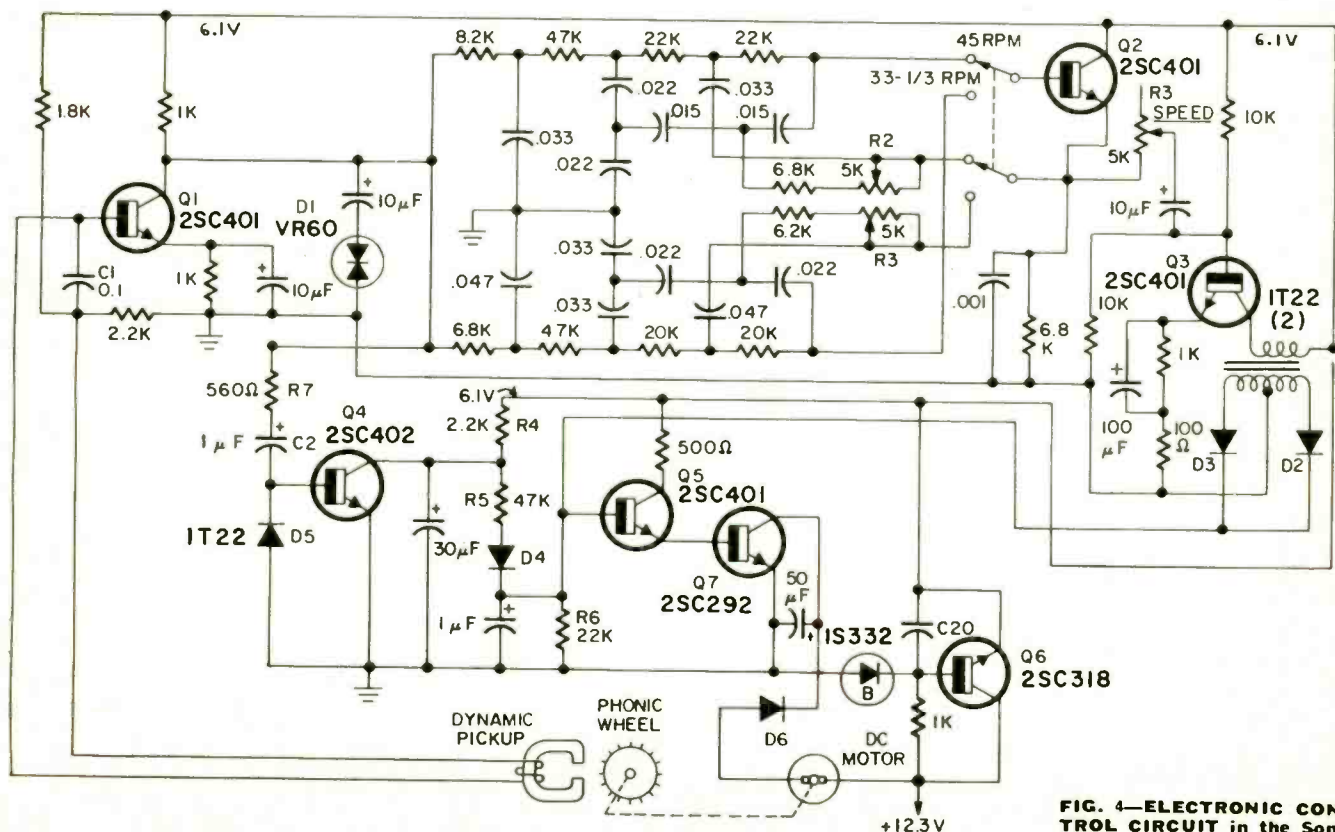 6.1V
8.2K
47K
22K
22K
45 RPM
33-1/3 RPM
Q2
2SC401
6.1V
1.8K
1K
.022
.033
.015
.015
.033
.022
R3
SPEED
5K
10K
Q1
2SC401
10µF
D1
VR60
R2
6.8K
5K
6.2K
5K
R3
10µF
C1
0.1
1K
10µF
2.2K
.033
.047
.022
.022
.033
.047
.001
6.8
K
10K
Q3
2SC401
1T22
(2)
6.8K
47K
20K
20K
1K
100
µF
100
Ω
D3
D2
560Ω
R7
1µF
C2
Q4
2SC402
6.1V
2.2K
R4
500Ω
Q5
2SC401
R5
47K
1T22
D5
30µF
D4
Q7
2SC292
50
µF
1S332
C20
Q6
2SC318
1µF
R6
22K
B
1K
D6
DYNAMIC
PICKUP
PHONIC
WHEEL
DC
MOTOR
+12.3V
FIG. 4—ELECTRONIC CON-
TROL CIRCUIT in the Son